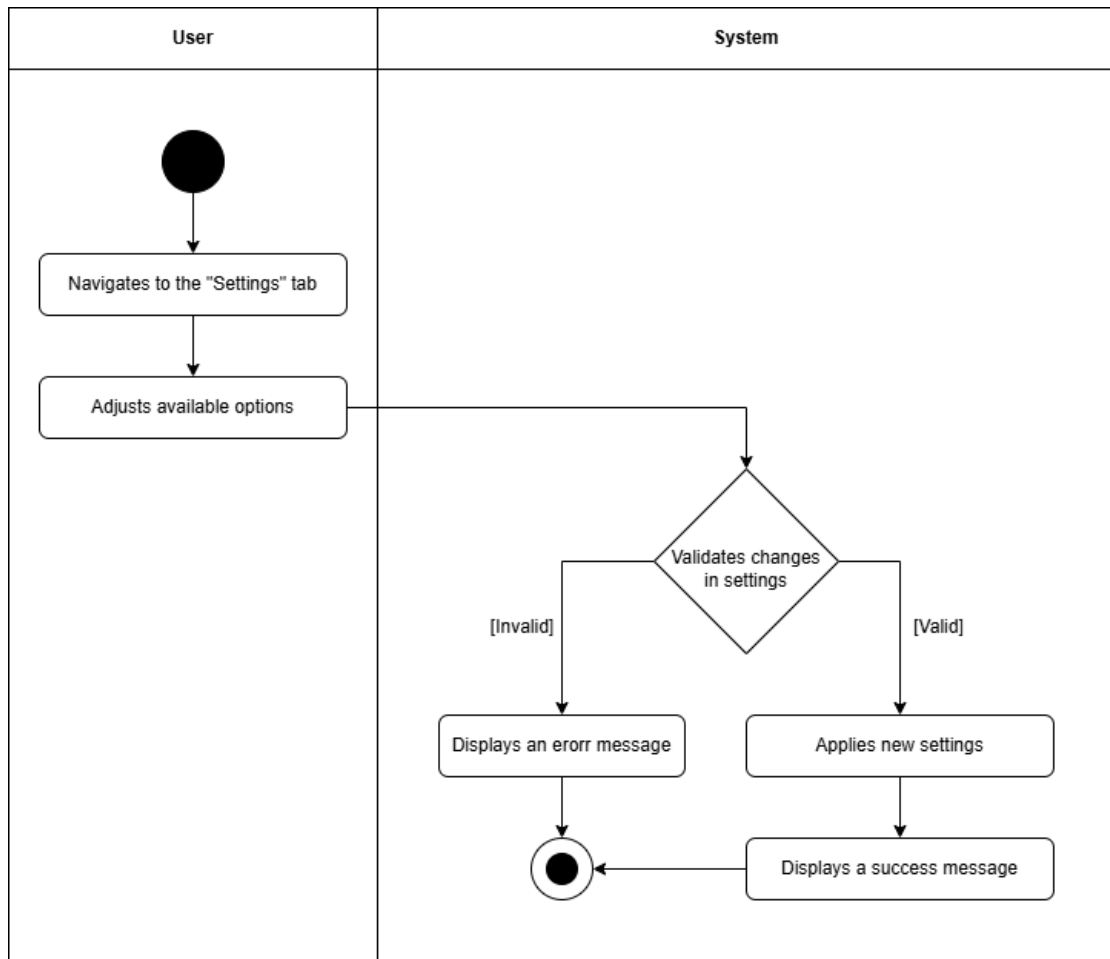 User
System
Navigates to the "Settings" tab
Adjusts available options
Validates changes
in settings
[Invalid]
[Valid]
Displays an erorr message
Applies new settings
Displays a success message